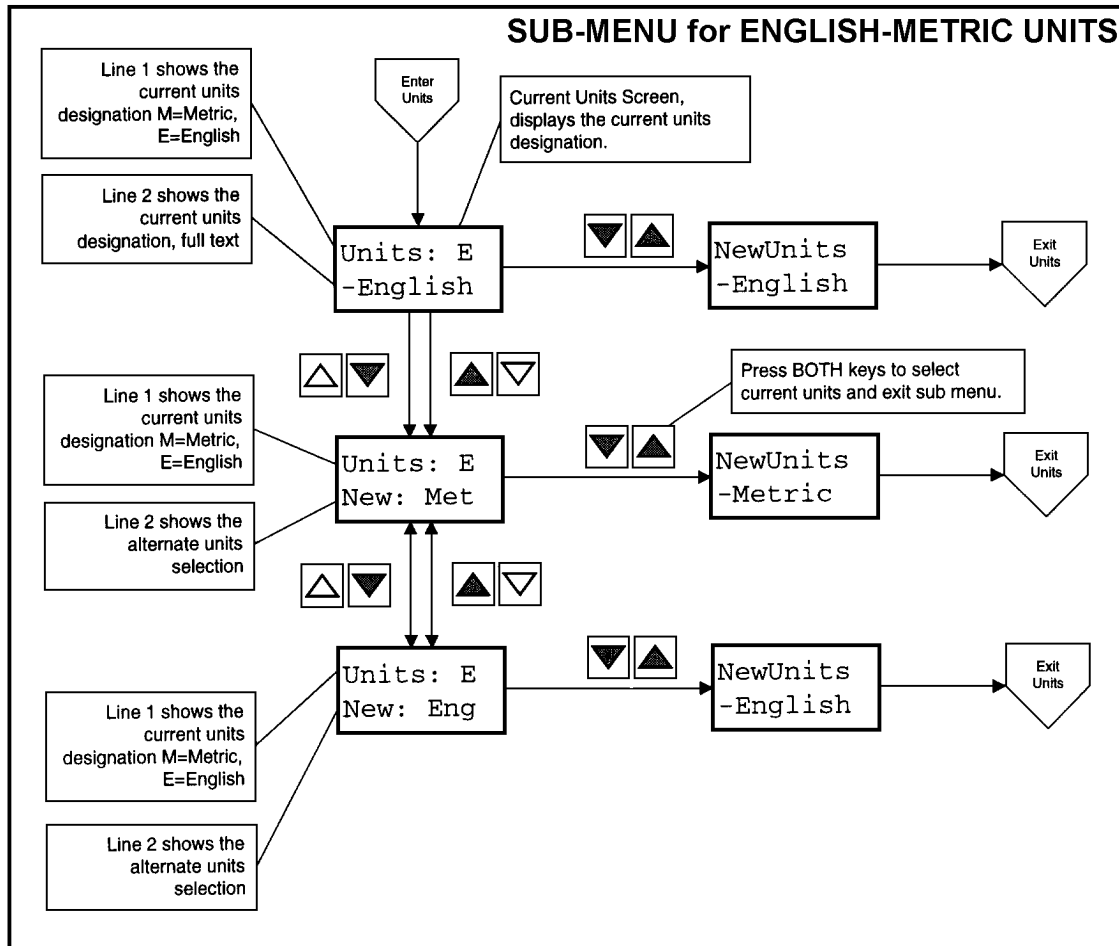 SUB-MENU for ENGLISH-METRIC UNITS
Line 1 shows the
current units
designation M=Metric,
E=English
Enter
Units
Current Units Screen,
displays the current units
designation.
Line 2 shows the
current units
designation, full text
Units: E
-English
NewUnits
-English
Exit
Units
Line 1 shows the
current units
designation M=Metric,
E=English
Press BOTH keys to select
current units and exit sub menu.
Units: E
New: Met
NewUnits
-Metric
Exit
Units
Line 2 shows the
alternate units
selection
Units: E
New: Eng
NewUnits
-English
Exit
Units
Line 1 shows the
current units
designation M=Metric,
E=English
Line 2 shows the
alternate units
selection